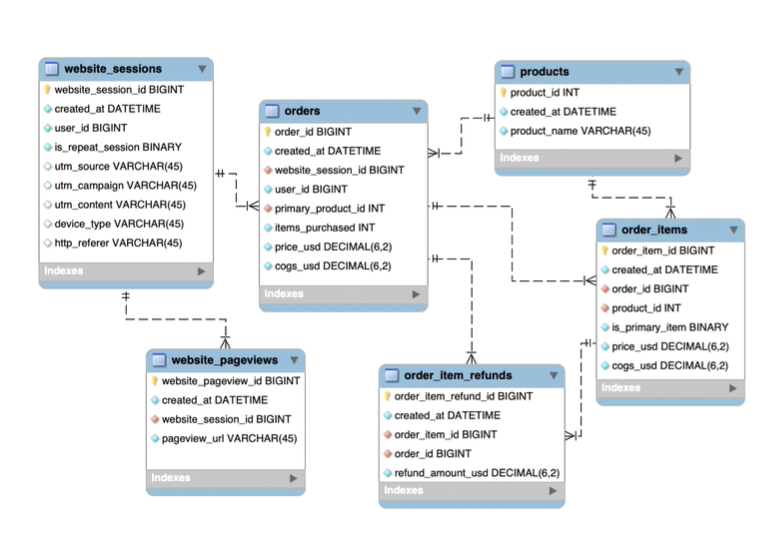 website_sessions
website_session_id BIGINT
created_at DATETIME
user_id BIGINT
is_repeat_session BINARY
utm_source VARCHAR(45)
utm_campaign VARCHAR(45)
utm_content VARCHAR(45)
device_type VARCHAR(45)
http_referer VARCHAR(45)
Indexes
orders
order_id BIGINT
created_at DATETIME
website_session_id BIGINT
user_id BIGINT
primary_product_id INT
items_purchased INT
price_usd DECIMAL(6,2)
cogs_usd DECIMAL(6,2)
Indexes
products
product_id INT
created_at DATETIME
product_name VARCHAR(45)
Indexes
order_items
order_item_id BIGINT
created_at DATETIME
order_id BIGINT
product_id INT
is_primary_item BINARY
price_usd DECIMAL(6,2)
cogs_usd DECIMAL(6,2)
Indexes
website_pageviews
website_pageview_id BIGINT
created_at DATETIME
website_session_id BIGINT
pageview_url VARCHAR(45)
Indexes
order_item_refunds
order_item_refund_id BIGINT
created_at DATETIME
order_item_id BIGINT
order_id BIGINT
refund_amount_usd DECIMAL(6,2)
Indexes